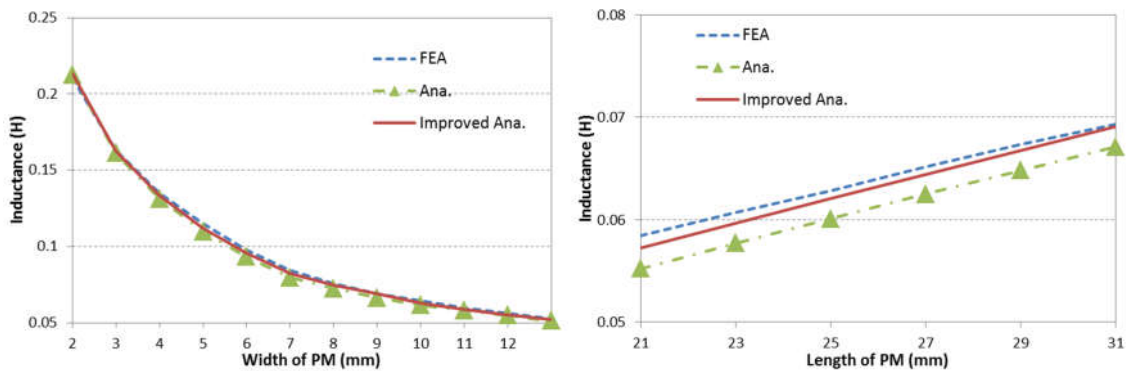 0.25
0.2
0.15
0.1
0.05
Inductance (H)
FEA
Ana.
Improved Ana.
2 3 4 5 6 7 8 9 10 11 12
Width of PM (mm)
0.08
0.07
0.06
0.05
Inductance (H)
FEA
Ana.
Improved Ana.
21 23 25 27 29 31
Length of PM (mm)